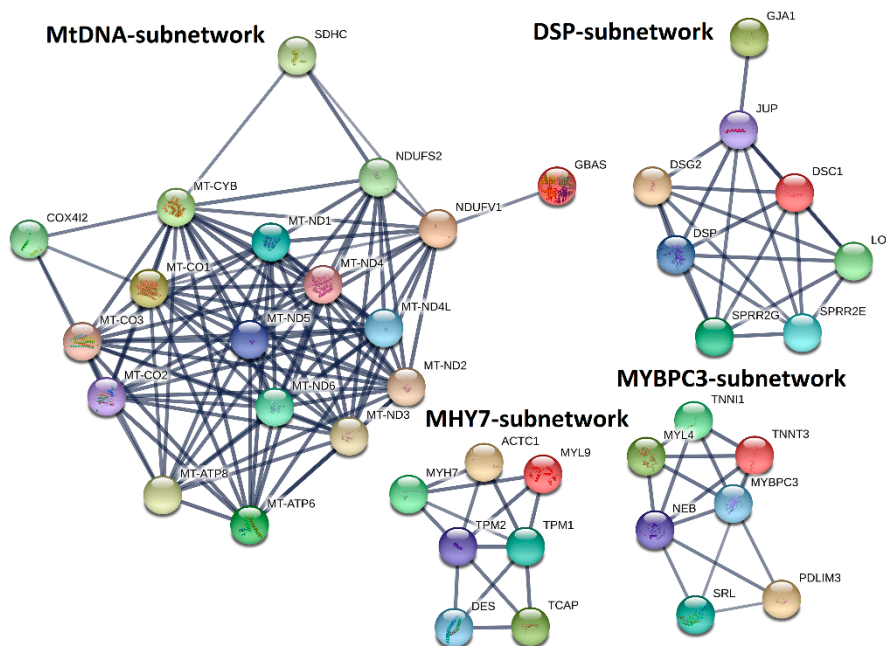 MtDNA-subnetwork
SDHC
NDUFS2
NDUFV1
GBAS
MT-CYB
COX4I2
MT-ND1
MT-CO1
MT-ND4
MT-CO3
MT-ND5
MT-ND4L
MT-CO2
MT-ND6
MT-ND2
MT-ND3
MT-ATP8
MT-ATP6
DSP-subnetwork
GJA1
JUP
DSG2
DSC1
DSP
LO
SPRR2G
SPRR2E
MHY7-subnetwork
ACTC1
MYL9
MYH7
TPM2
TPM1
DES
TCAP
MYBPC3-subnetwork
TNNI1
MYL4
TNNT3
MYBPC3
NEB
PDLIM3
SRL